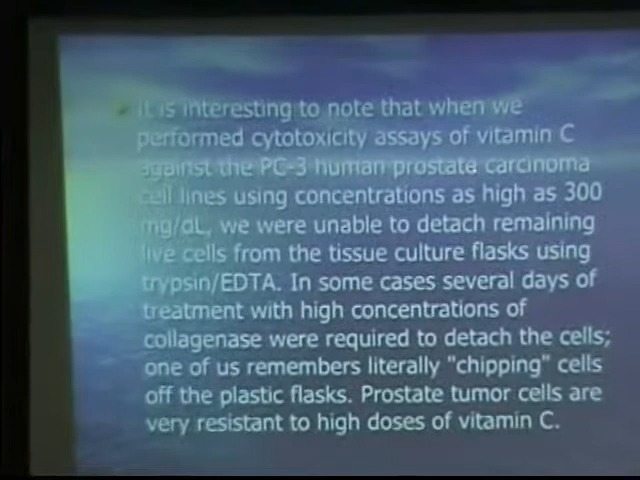 It is interesting to note that when we
performed cytotoxicity assays of vitamin C
against the PC-3 human prostate carcinoma
cell lines using concentrations as high as 300
mg/dL, we were unable to detach remaining
live cells from the tissue culture flasks using
trypsin/EDTA. In some cases several days of
treatment with high concentrations of
collagenase were required to detach the cells;
one of us remembers literally "chipping" cells
off the plastic flasks. Prostate tumor cells are
very resistant to high doses of vitamin C.